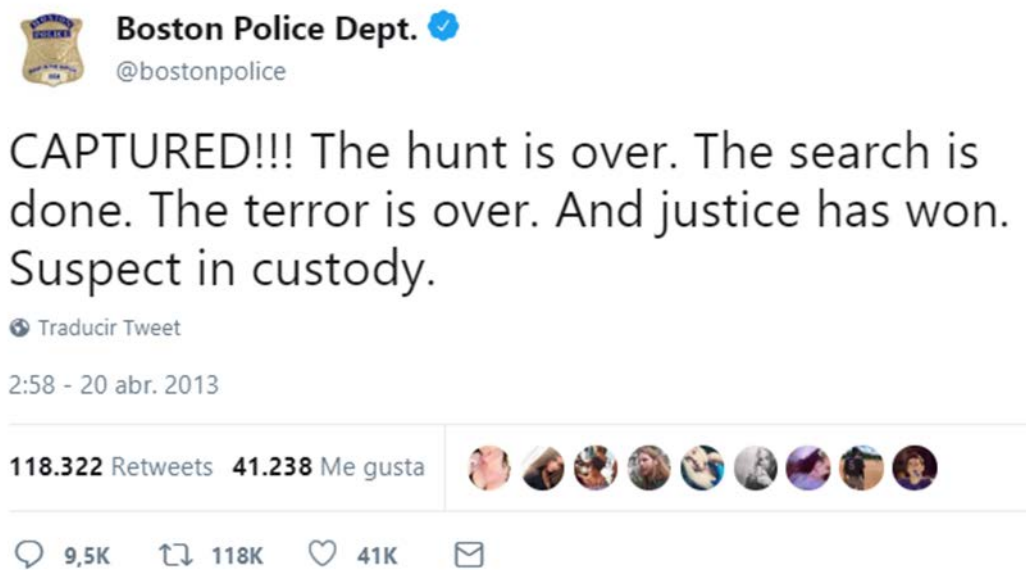 Boston Police Dept.
@bostonpolice
CAPTURED!!! The hunt is over. The search is
done. The terror is over. And justice has won.
Suspect in custody.
Traducir Tweet
2:58 - 20 abr. 2013
118.322 Retweets 41.238 Me gusta
9,5K 118K 41K